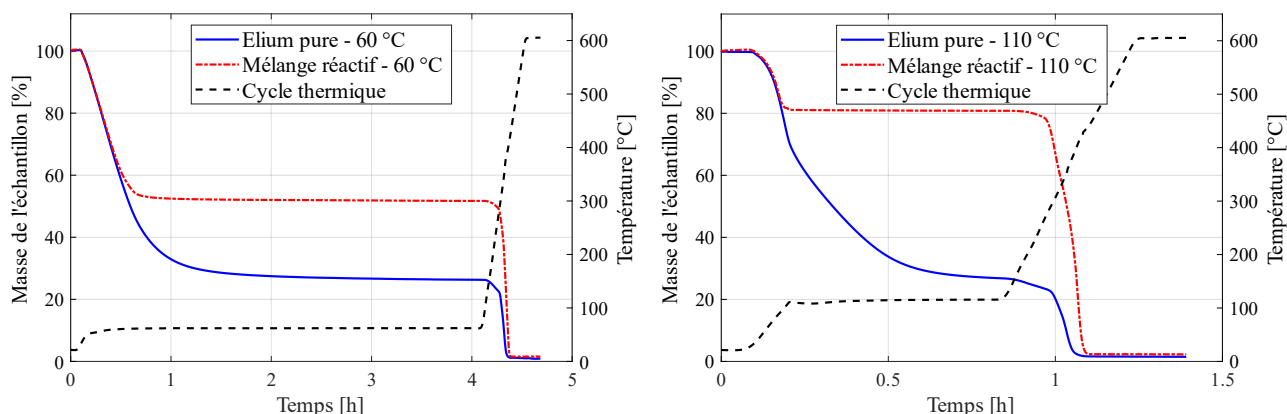 Elium pure - 60 °C
Mélange réactif - 60 °C
Cycle thermique
Masse de l'échantillon [%]
100
80
60
40
20
0
0 1 2 3 4 5
Temps [h]
600
500
400
300
200
100
0
Température [°C]
Elium pure - 110 °C
Mélange réactif - 110 °C
Cycle thermique
Masse de l'échantillon [%]
100
80
60
40
20
0
0 0.5 1 1.5
Temps [h]
600
500
400
300
200
100
0
Température [°C]